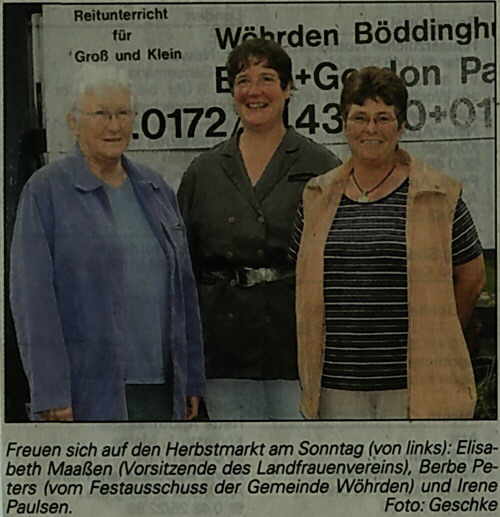 Reitunterricht
für
Groß und Klein
Wöhrden Böddinghu
+Gordon Pa
0172/ 43 0+01
Freuen sich auf den Herbstmarkt am Sonntag (von links): Elisa-
beth Maaßen (Vorsitzende des Landfrauenvereins), Berbe Pe-
ters (vom Festausschuss der Gemeinde Wöhrden) und Irene
Paulsen. Foto: Geschke